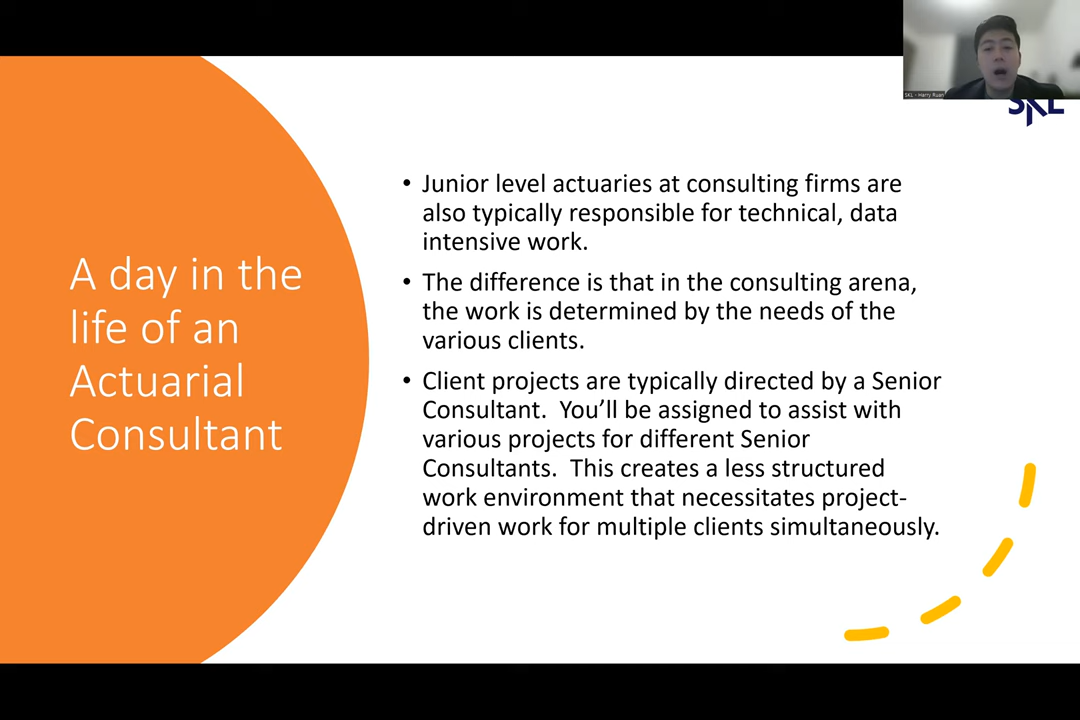 SKL - Harry Ruan
SKL
A day in the
life of an
Actuarial
Consultant
• Junior level actuaries at consulting firms are
also typically responsible for technical, data
intensive work.
• The difference is that in the consulting arena,
the work is determined by the needs of the
various clients.
• Client projects are typically directed by a Senior
Consultant.  You’ll be assigned to assist with
various projects for different Senior
Consultants.  This creates a less structured
work environment that necessitates project-
driven work for multiple clients simultaneously.